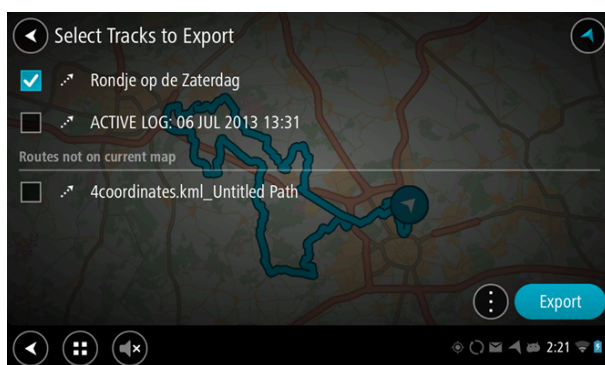 Select Tracks to Export
Rondje op de Zaterdag
ACTIVE LOG: 06 JUL 2013 13:31
Routes not on current map
4coordinates.kml_Untitled Path
Export
2:21